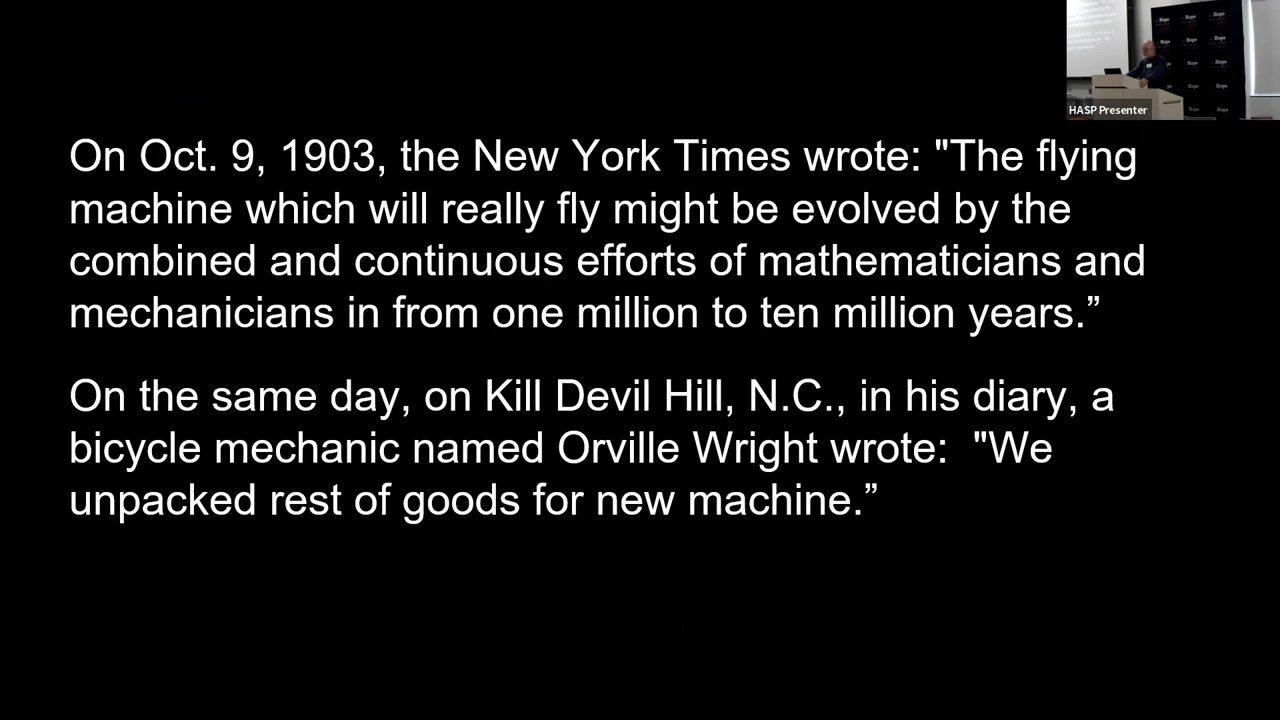 On Oct. 9, 1903, the New York Times wrote: "The flying
machine which will really fly might be evolved by the
combined and continuous efforts of mathematicians and
mechanicians in from one million to ten million years.”
On the same day, on Kill Devil Hill, N.C., in his diary, a
bicycle mechanic named Orville Wright wrote:  "We
unpacked rest of goods for new machine.”
HASP Presenter
Hope